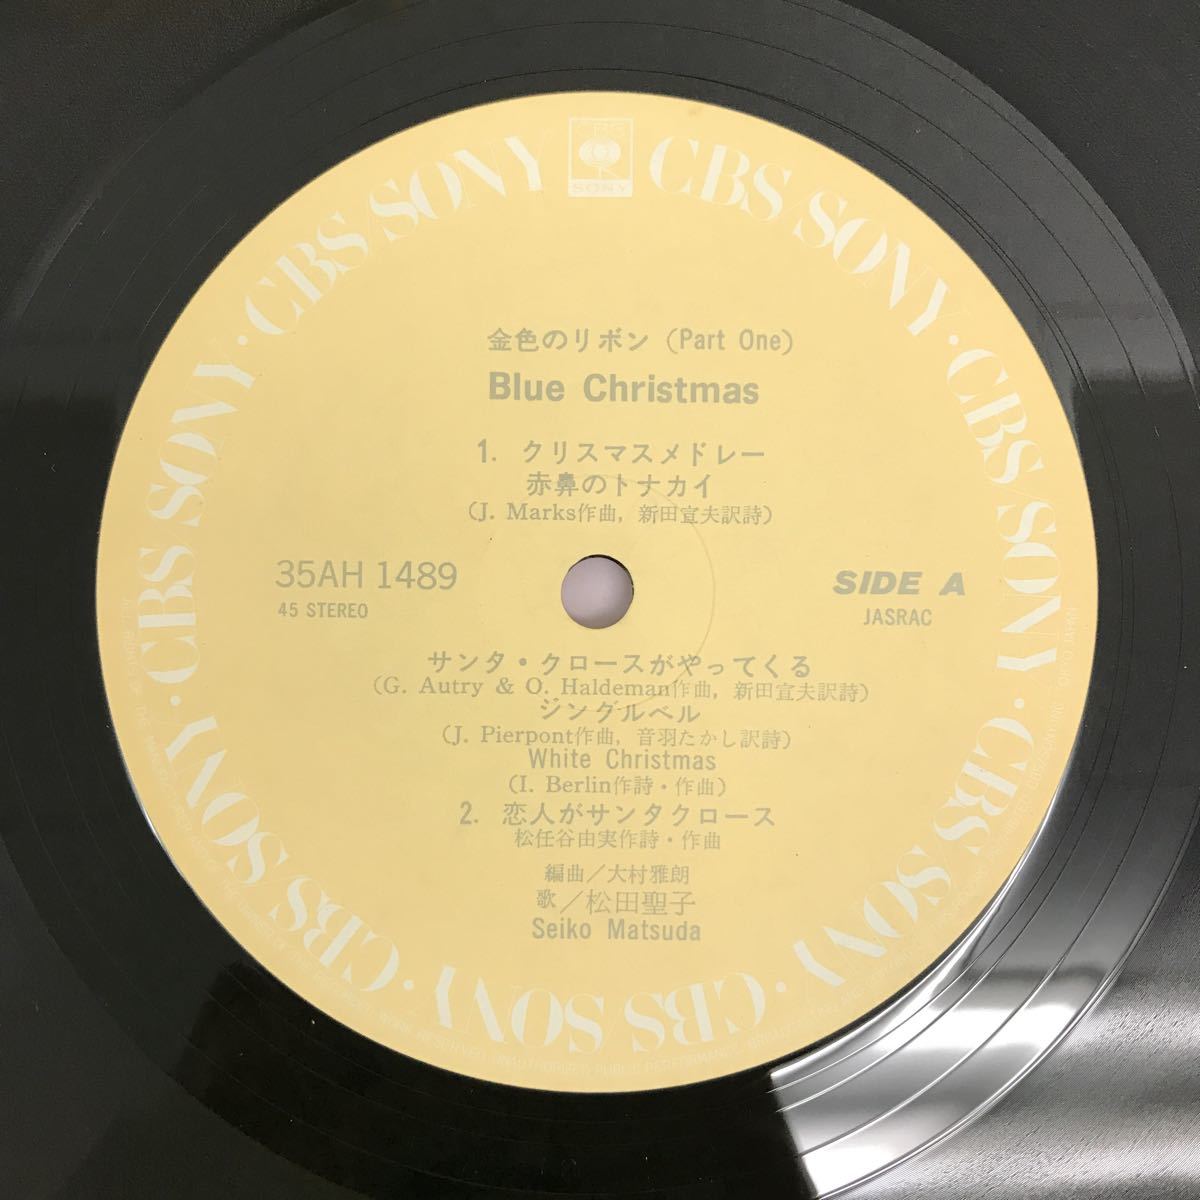 CBS
SONY
CBS/SONY · CBS/SONY · CBS/SONY · CBS/SONY · CBS/SONY · CBS/SONY · CBS/SONY · CBS/SONY
金色のリボン (Part One)
Blue Christmas
1. クリスマスメドレー
赤鼻のトナカイ
(J. Marks作曲, 新田宣夫訳詩)
35AH 1489
45 STEREO
SIDE A
JASRAC
サンタ・クロースがやってくる
(G. Autry & O. Haldeman作曲, 新田宣夫訳詩)
ジングルベル
(J. Pierpont作曲, 音羽たかし訳詩)
White Christmas
(I. Berlin作詩・作曲)
2. 恋人がサンタクロース
松任谷由実作詩・作曲
編曲/大村雅朗
歌/松田聖子
Seiko Matsuda